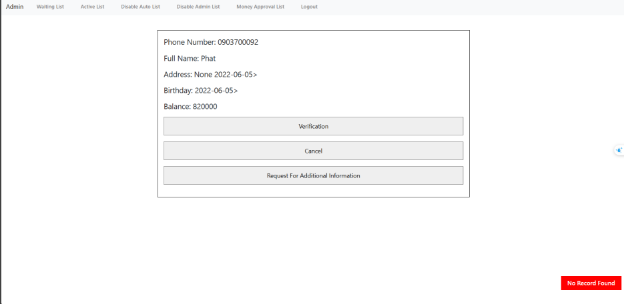 Admin Waiting List Active List Disable Auto List Disable Admin List Money Approval List Logout
Phone Number: 0903700092
Full Name: Phat
Address: None 2022-06-05>
Birthday: 2022-06-05>
Balance: 820000
Verification
Cancel
Request For Additional Information
No Record Found